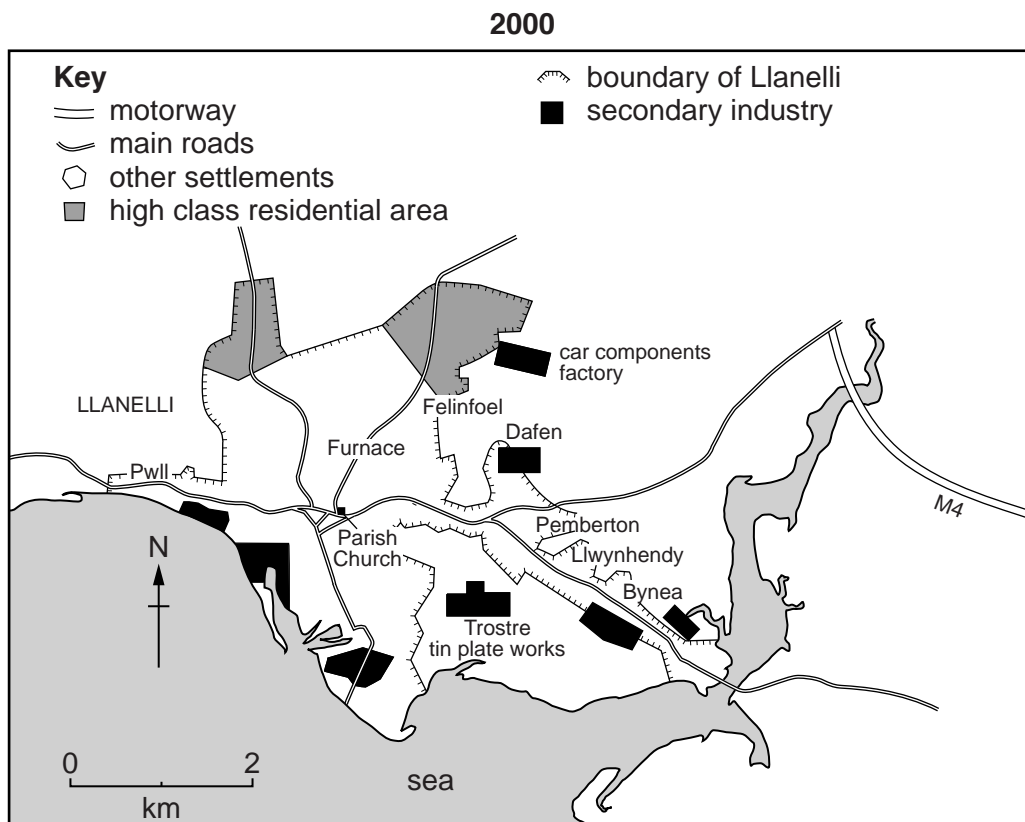 2000
Key
motorway
main roads
other settlements
high class residential area
boundary of Llanelli
secondary industry
car components
factory
LLANELLI
Felinfoel
Dafen
Furnace
Pwll
M4
Pemberton
Parish
Church
Llwynhendy
N
Bynea
Trostre
tin plate works
0 2
km
sea